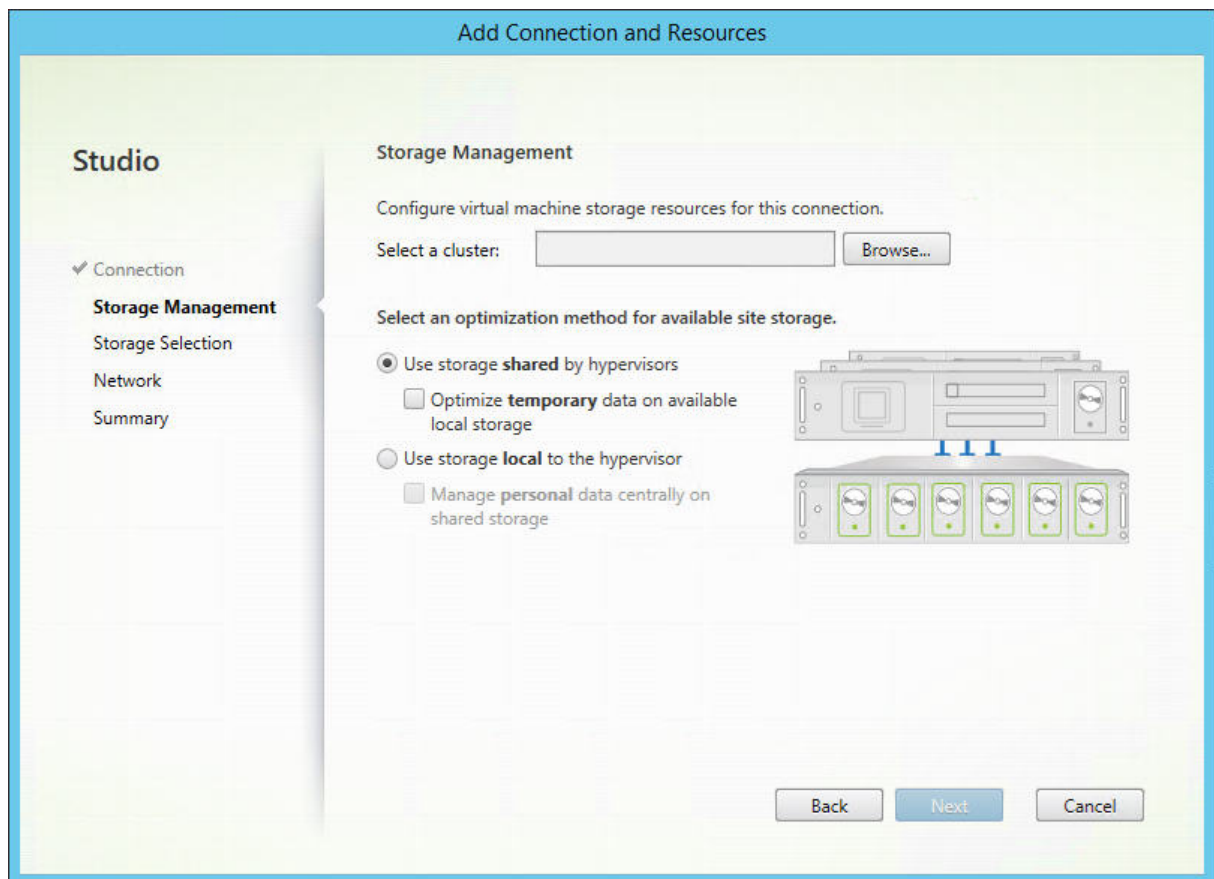 Add Connection and Resources
Studio
Connection
Storage Management
Storage Selection
Network
Summary
Storage Management
Configure virtual machine storage resources for this connection.
Select a cluster:
Browse...
Select an optimization method for available site storage.
Use storage shared by hypervisors
Optimize temporary data on available
local storage
Use storage local to the hypervisor
Manage personal data centrally on
shared storage
Back
Next
Cancel